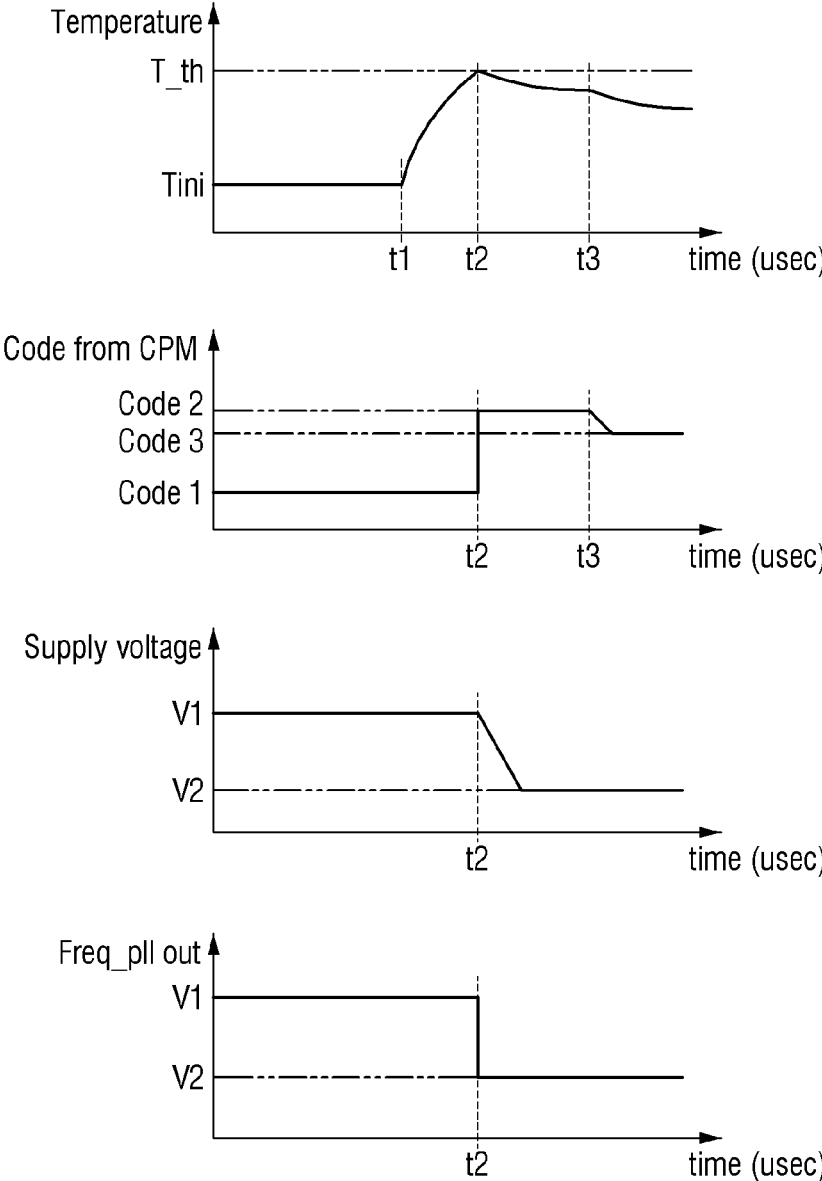 Temperature
T_th
Tini
t1 t2 t3 time (usec)
Code from CPM
Code 2
Code 3
Code 1
t2 t3 time (usec)
Supply voltage
V1
V2
t2 time (usec)
Freq_pll out
V1
V2
t2 time (usec)